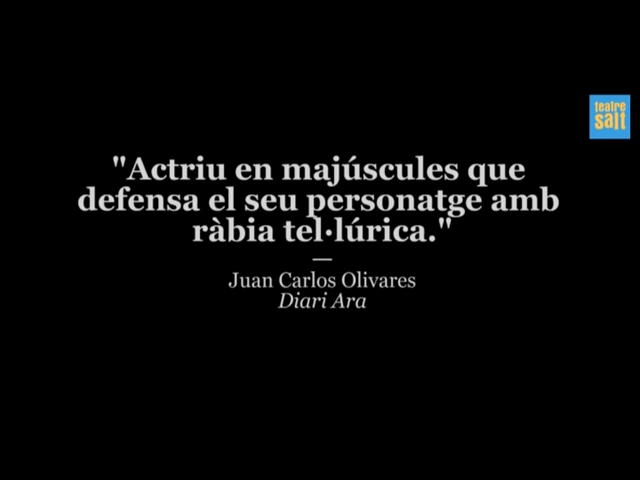 teatre
salt
"Actriu en majúscules que
defensa el seu personatge amb
ràbia tel·lúrica."
—
Juan Carlos Olivares
Diari Ara